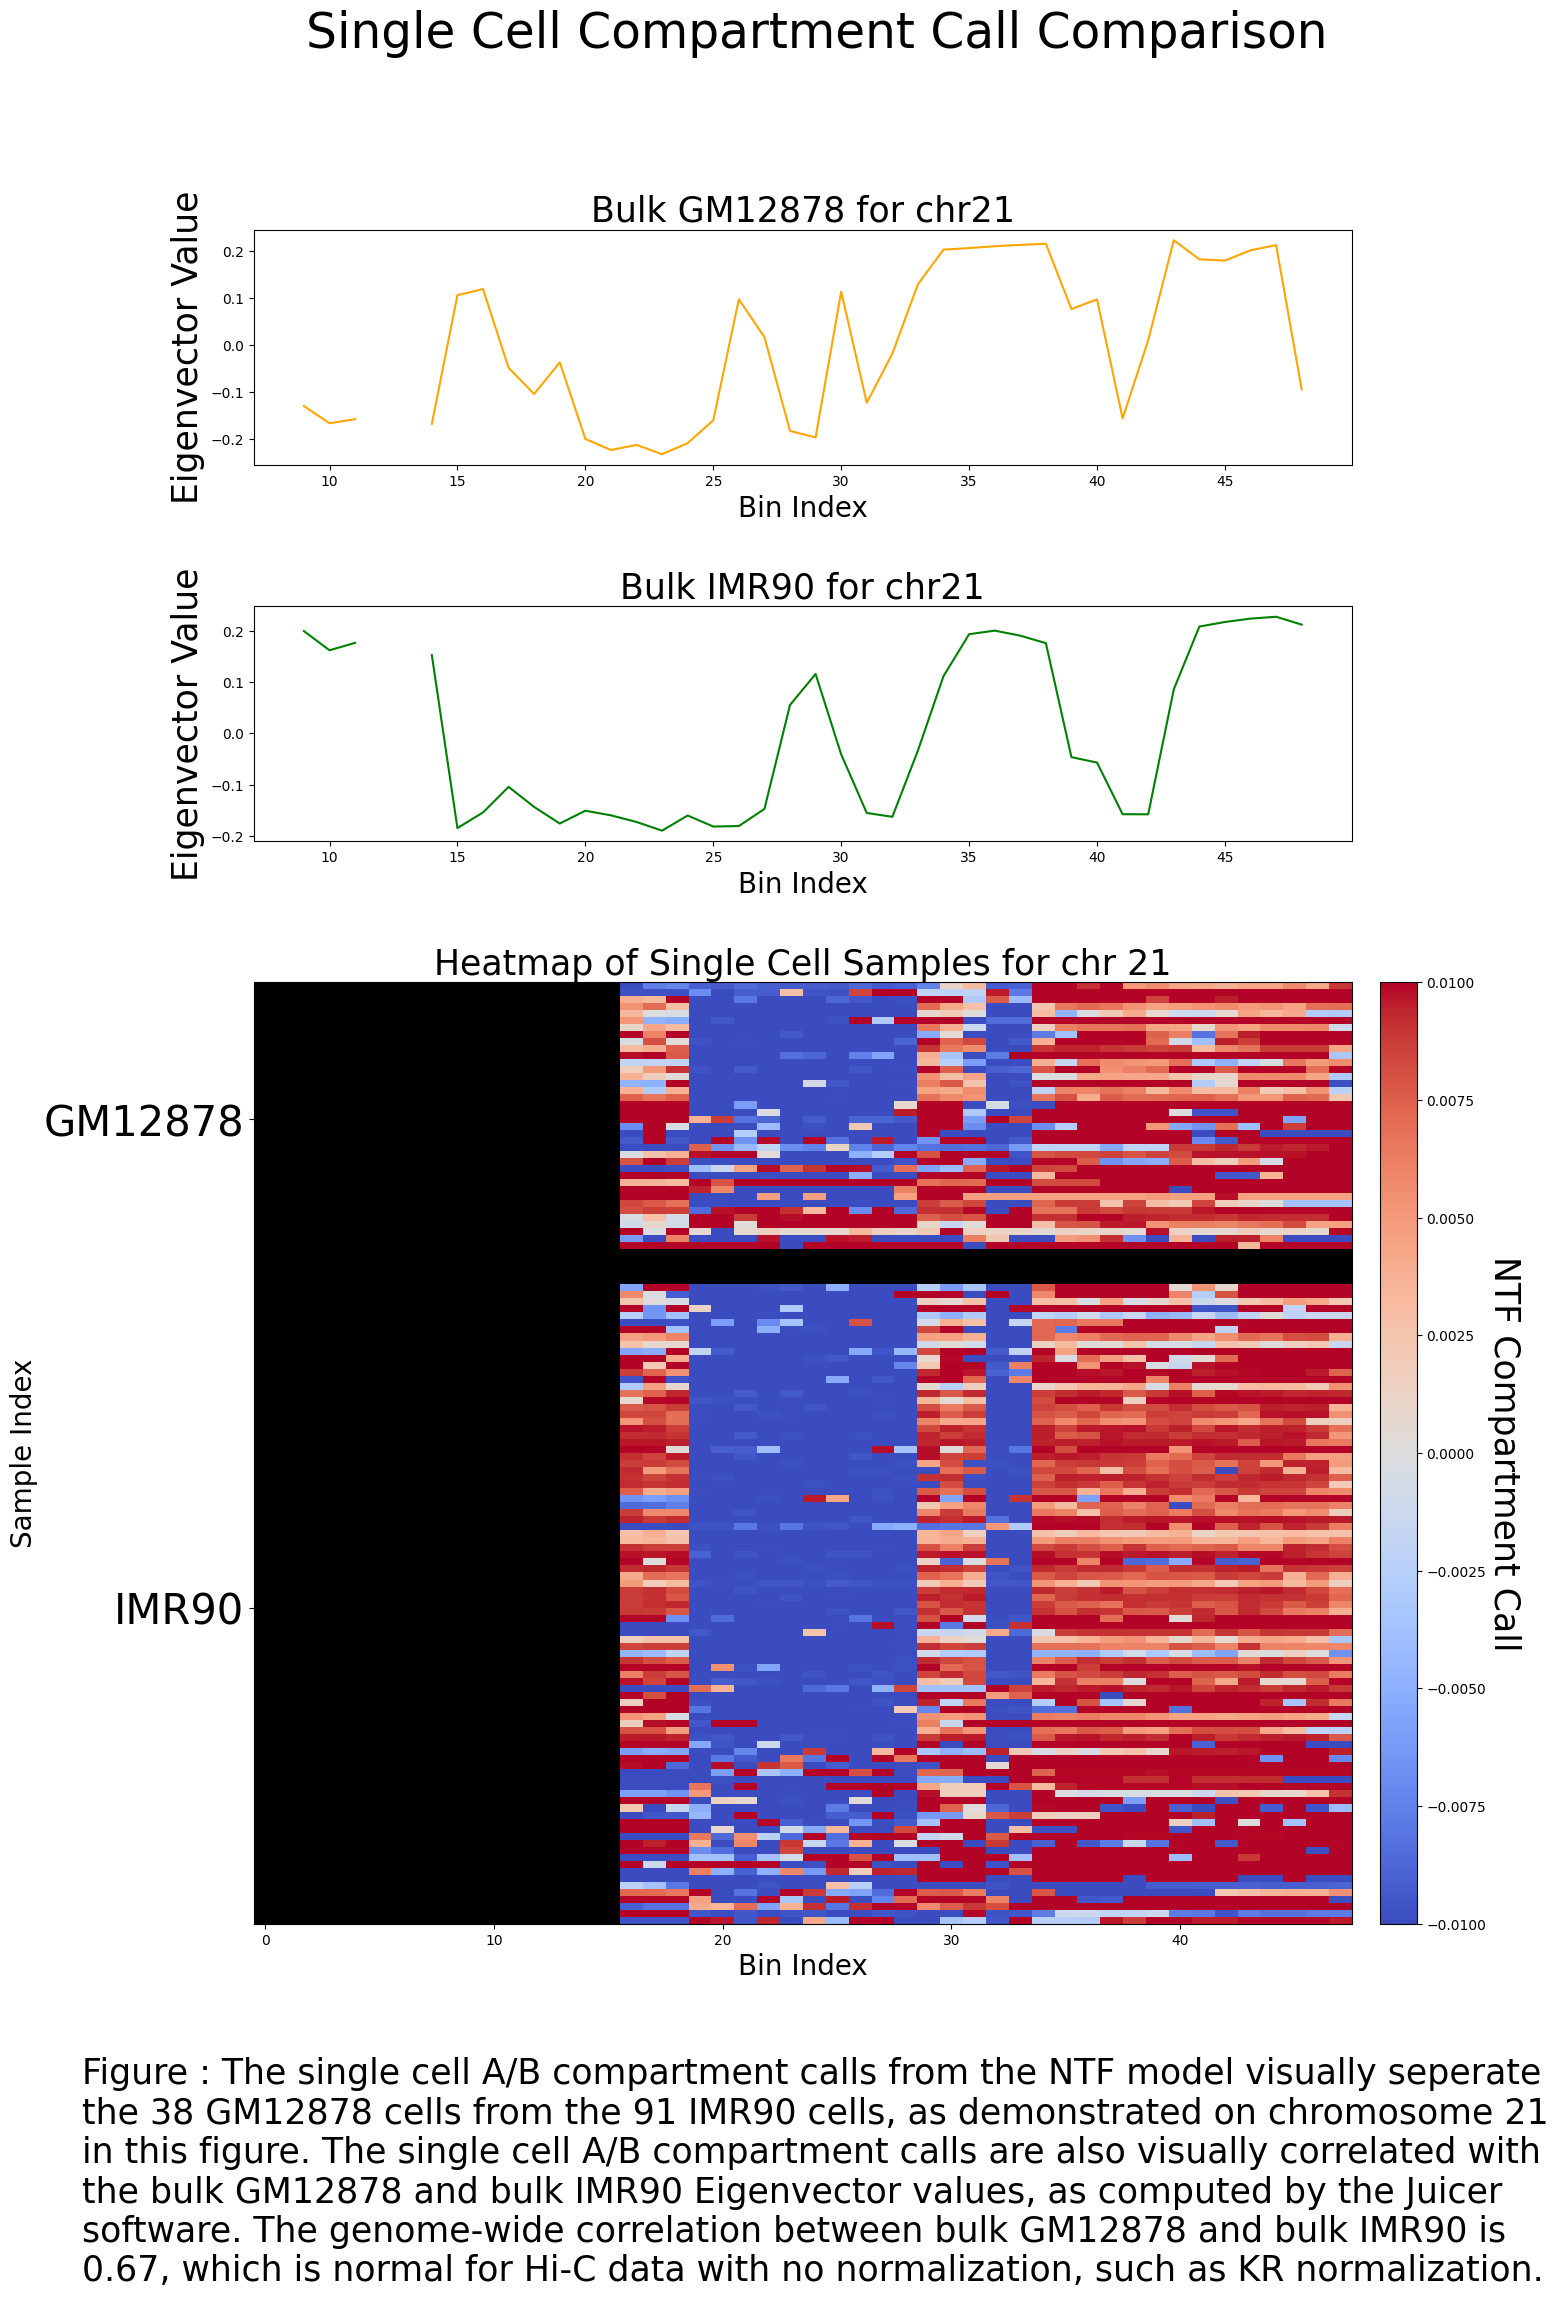 Single Cell Compartment Call Comparison
Bulk GM12878 for chr21
Eigenvector Value
0.2
0.1
0.0
−0.1
−0.2
10 15 20 25 30 35 40 45
Bin Index
Bulk IMR90 for chr21
Eigenvector Value
0.2
0.1
0.0
−0.1
−0.2
10 15 20 25 30 35 40 45
Bin Index
Heatmap of Single Cell Samples for chr 21
Sample Index
GM12878
IMR90
0 10 20 30 40
Bin Index
0.0100
0.0075
0.0050
0.0025
0.0000
−0.0025
−0.0050
−0.0075
−0.0100
NTF Compartment Call
Figure : The single cell A/B compartment calls from the NTF model visually seperate
the 38 GM12878 cells from the 91 IMR90 cells, as demonstrated on chromosome 21
in this figure. The single cell A/B compartment calls are also visually correlated with
the bulk GM12878 and bulk IMR90 Eigenvector values, as computed by the Juicer
software. The genome-wide correlation between bulk GM12878 and bulk IMR90 is
0.67, which is normal for Hi-C data with no normalization, such as KR normalization.